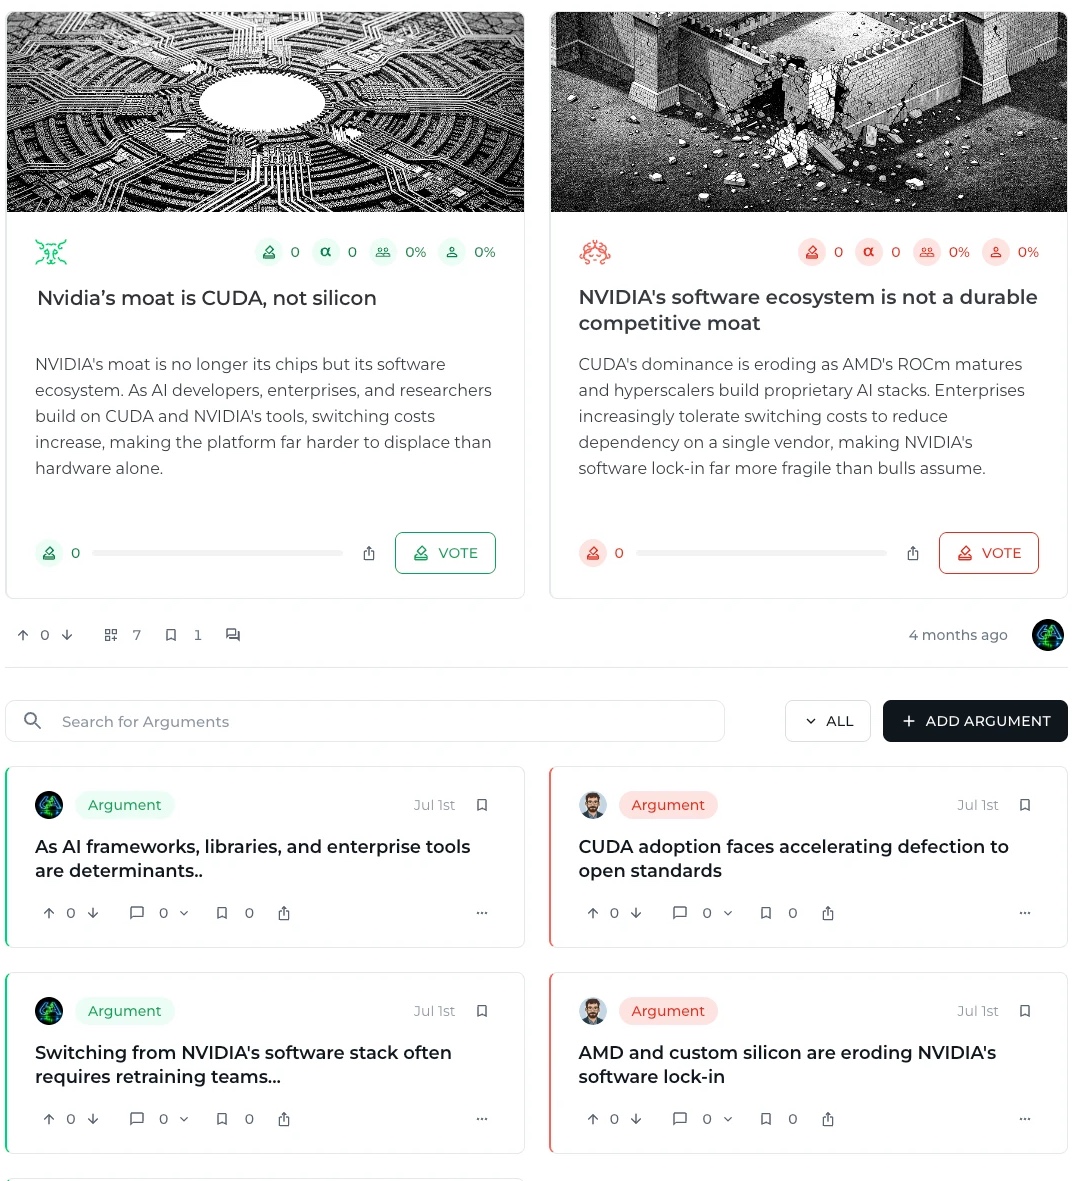 0 α 0 0% 0%
Nvidia’s moat is CUDA, not silicon
NVIDIA's moat is no longer its chips but its software
ecosystem. As AI developers, enterprises, and researchers
build on CUDA and NVIDIA's tools, switching costs
increase, making the platform far harder to displace than
hardware alone.
0 VOTE
0 α 0 0% 0%
NVIDIA's software ecosystem is not a durable
competitive moat
CUDA's dominance is eroding as AMD's ROCm matures
and hyperscalers build proprietary AI stacks. Enterprises
increasingly tolerate switching costs to reduce
dependency on a single vendor, making NVIDIA's
software lock-in far more fragile than bulls assume.
0 VOTE
0 7 1 4 months ago
Search for Arguments ALL + ADD ARGUMENT
Argument Jul 1st
As AI frameworks, libraries, and enterprise tools
are determinants..
0 0 0
Argument Jul 1st
CUDA adoption faces accelerating defection to
open standards
0 0 0
Argument Jul 1st
Switching from NVIDIA's software stack often
requires retraining teams...
0 0 0
Argument Jul 1st
AMD and custom silicon are eroding NVIDIA's
software lock-in
0 0 0